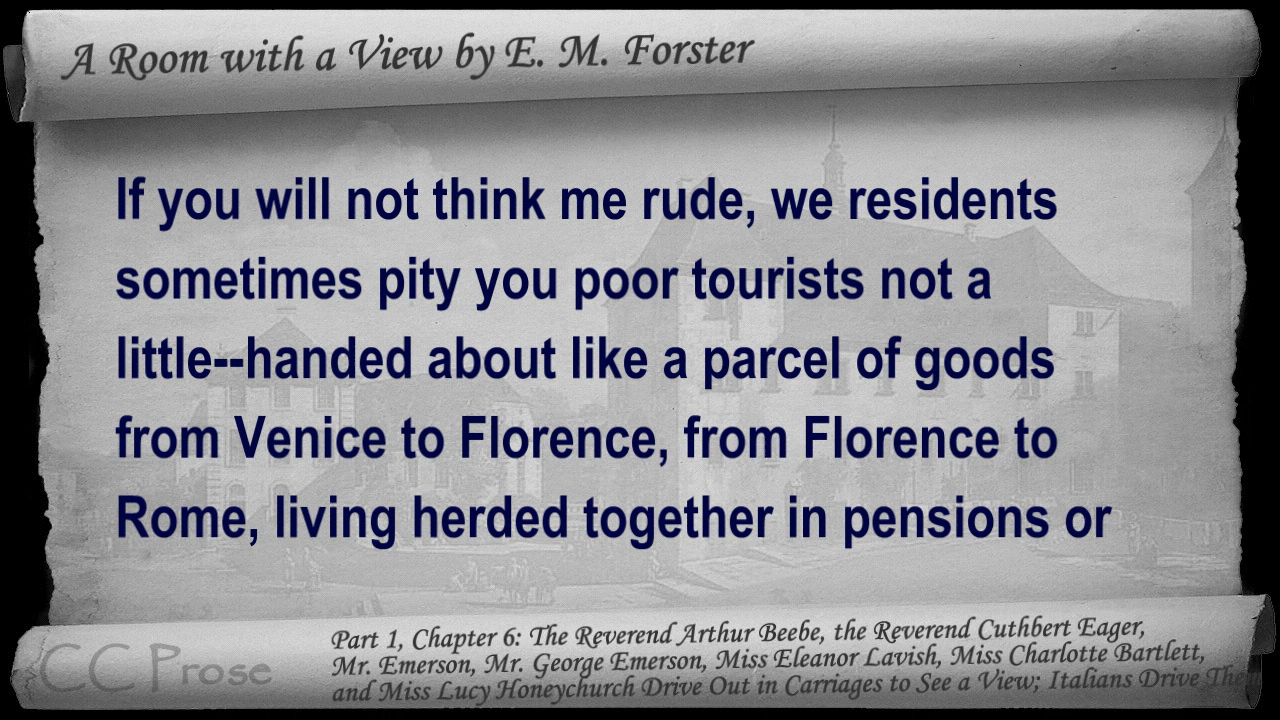 A Room with a View by E. M. Forster
If you will not think me rude, we residents
sometimes pity you poor tourists not a
little--handed about like a parcel of goods
from Venice to Florence, from Florence to
Rome, living herded together in pensions or
CC Prose
Part 1, Chapter 6: The Reverend Arthur Beebe, the Reverend Cuthbert Eager,
Mr. Emerson, Mr. George Emerson, Miss Eleanor Lavish, Miss Charlotte Bartlett,
and Miss Lucy Honeychurch Drive Out in Carriages to See a View; Italians Drive